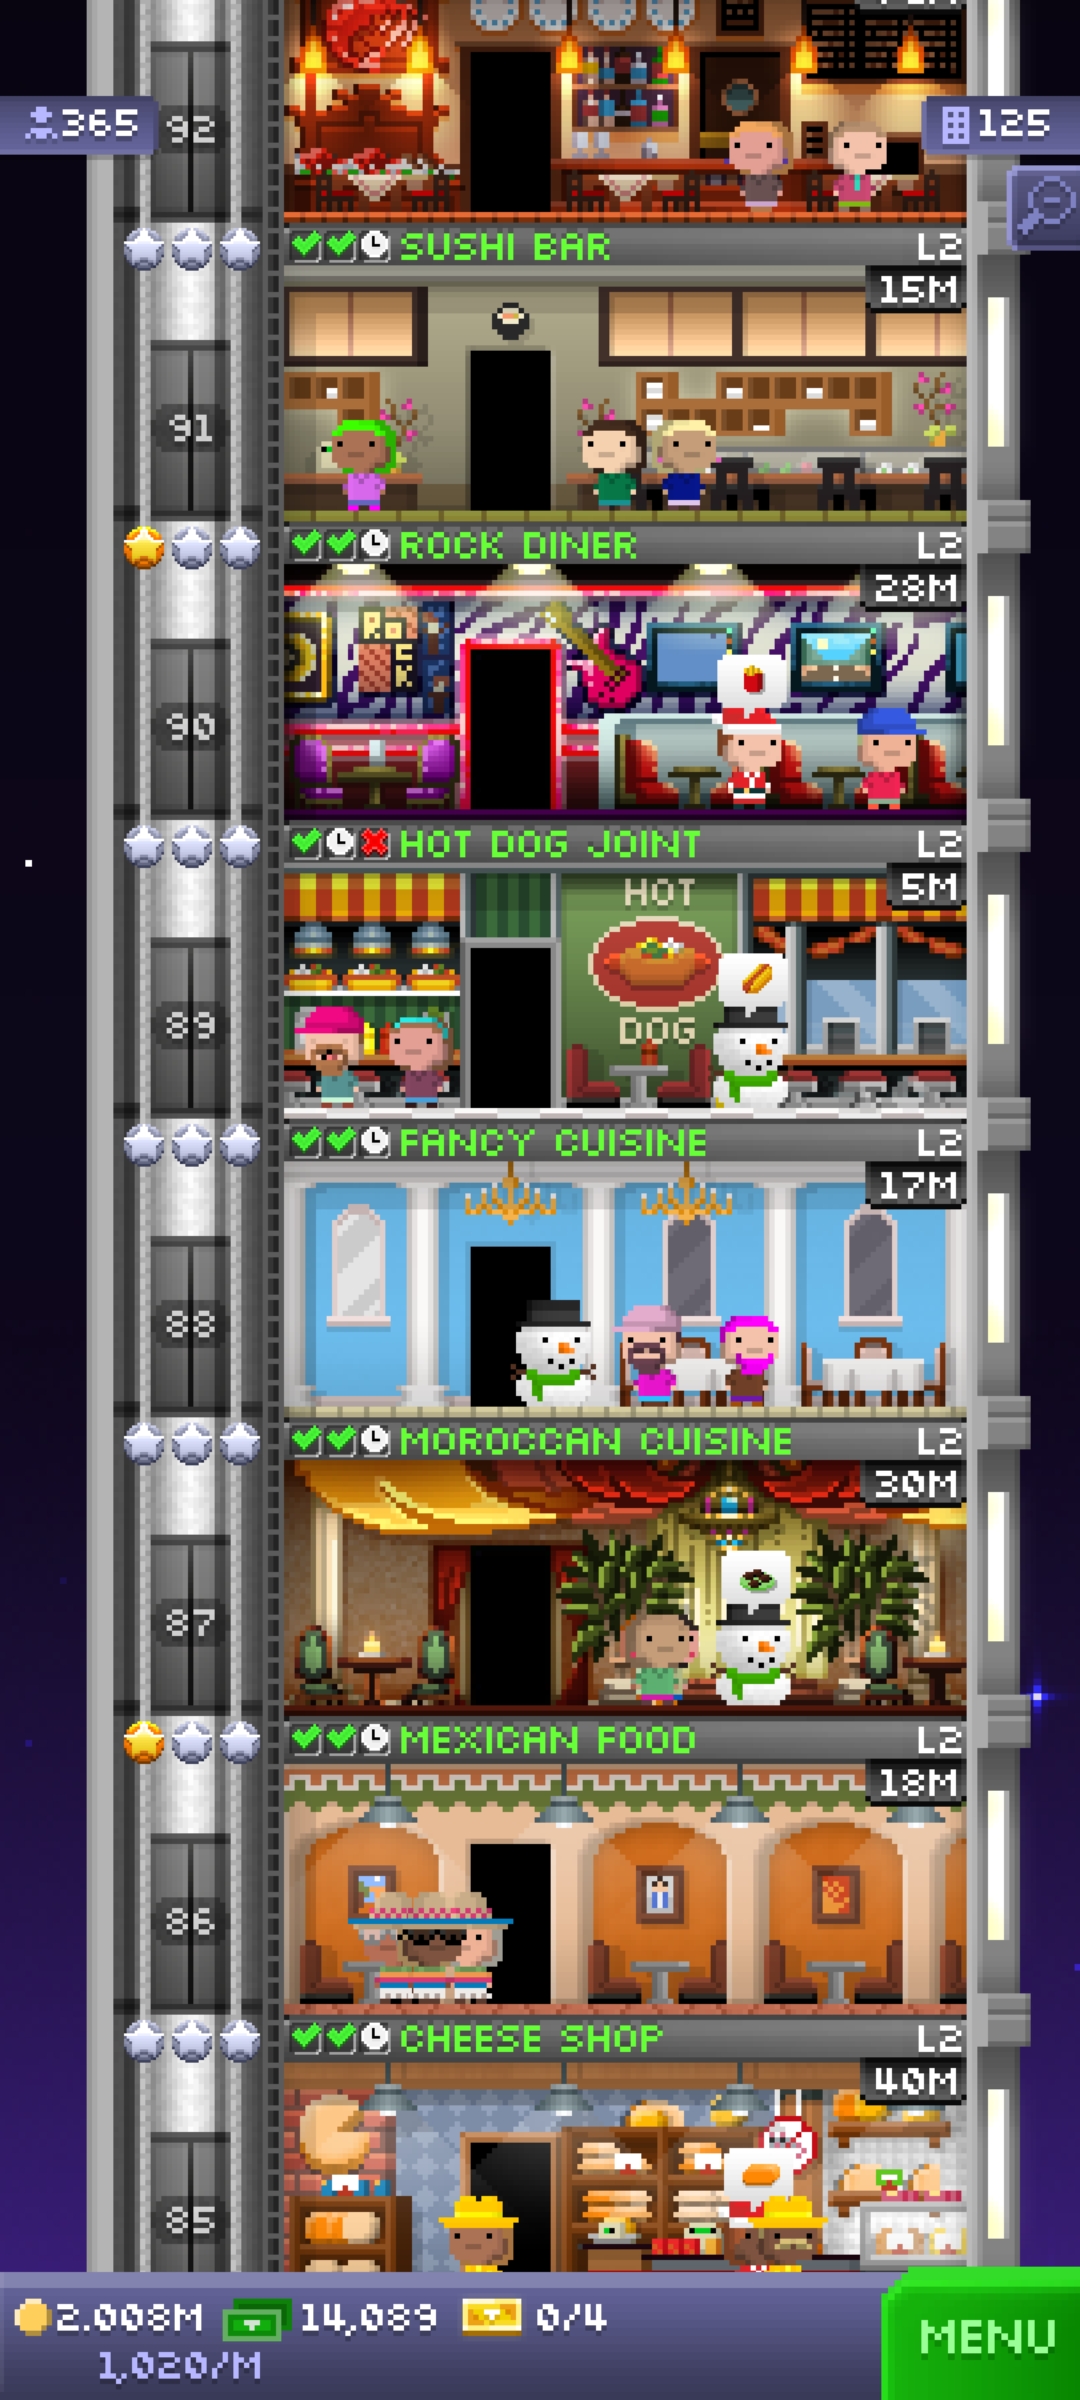 365
92
125
SUSHI BAR L2
15M
91
ROCK DINER L2
28M
ROCK
90
HOT DOG JOINT L2
5M
HOT
DOG
89
FANCY CUISINE L2
17M
88
MOROCCAN CUISINE L2
30M
87
MEXICAN FOOD L2
18M
86
CHEESE SHOP L2
40M
85
2.008M 14,089 0/4
1,020/M
MENU